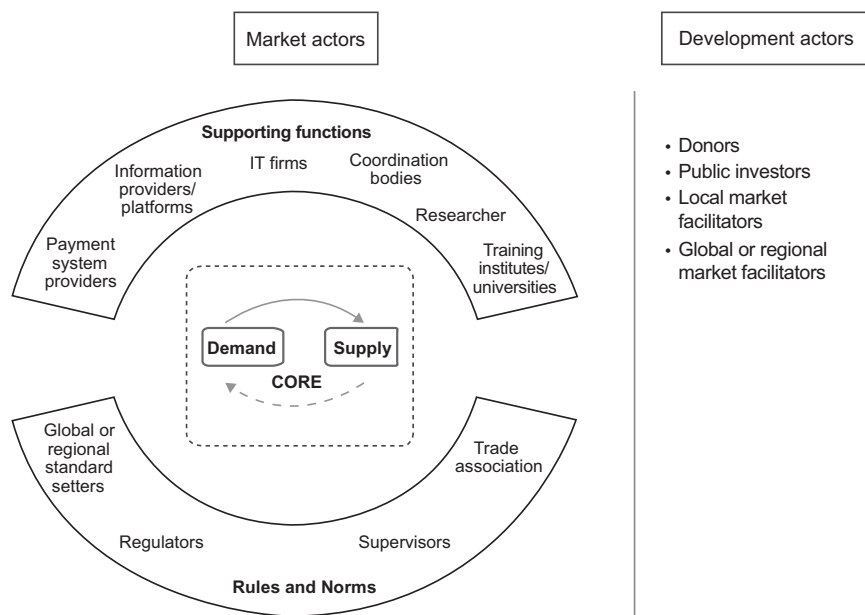 Market actors
Development actors
Supporting functions
IT firms
Coordination
bodies
Information
providers/
platforms
Researcher
Payment
system
providers
Training
institutes/
universities
Demand
Supply
CORE
Global or
regional
standard
setters
Trade
association
Regulators
Supervisors
Rules and Norms
• Donors
• Public investors
• Local market
facilitators
• Global or regional
market facilitators